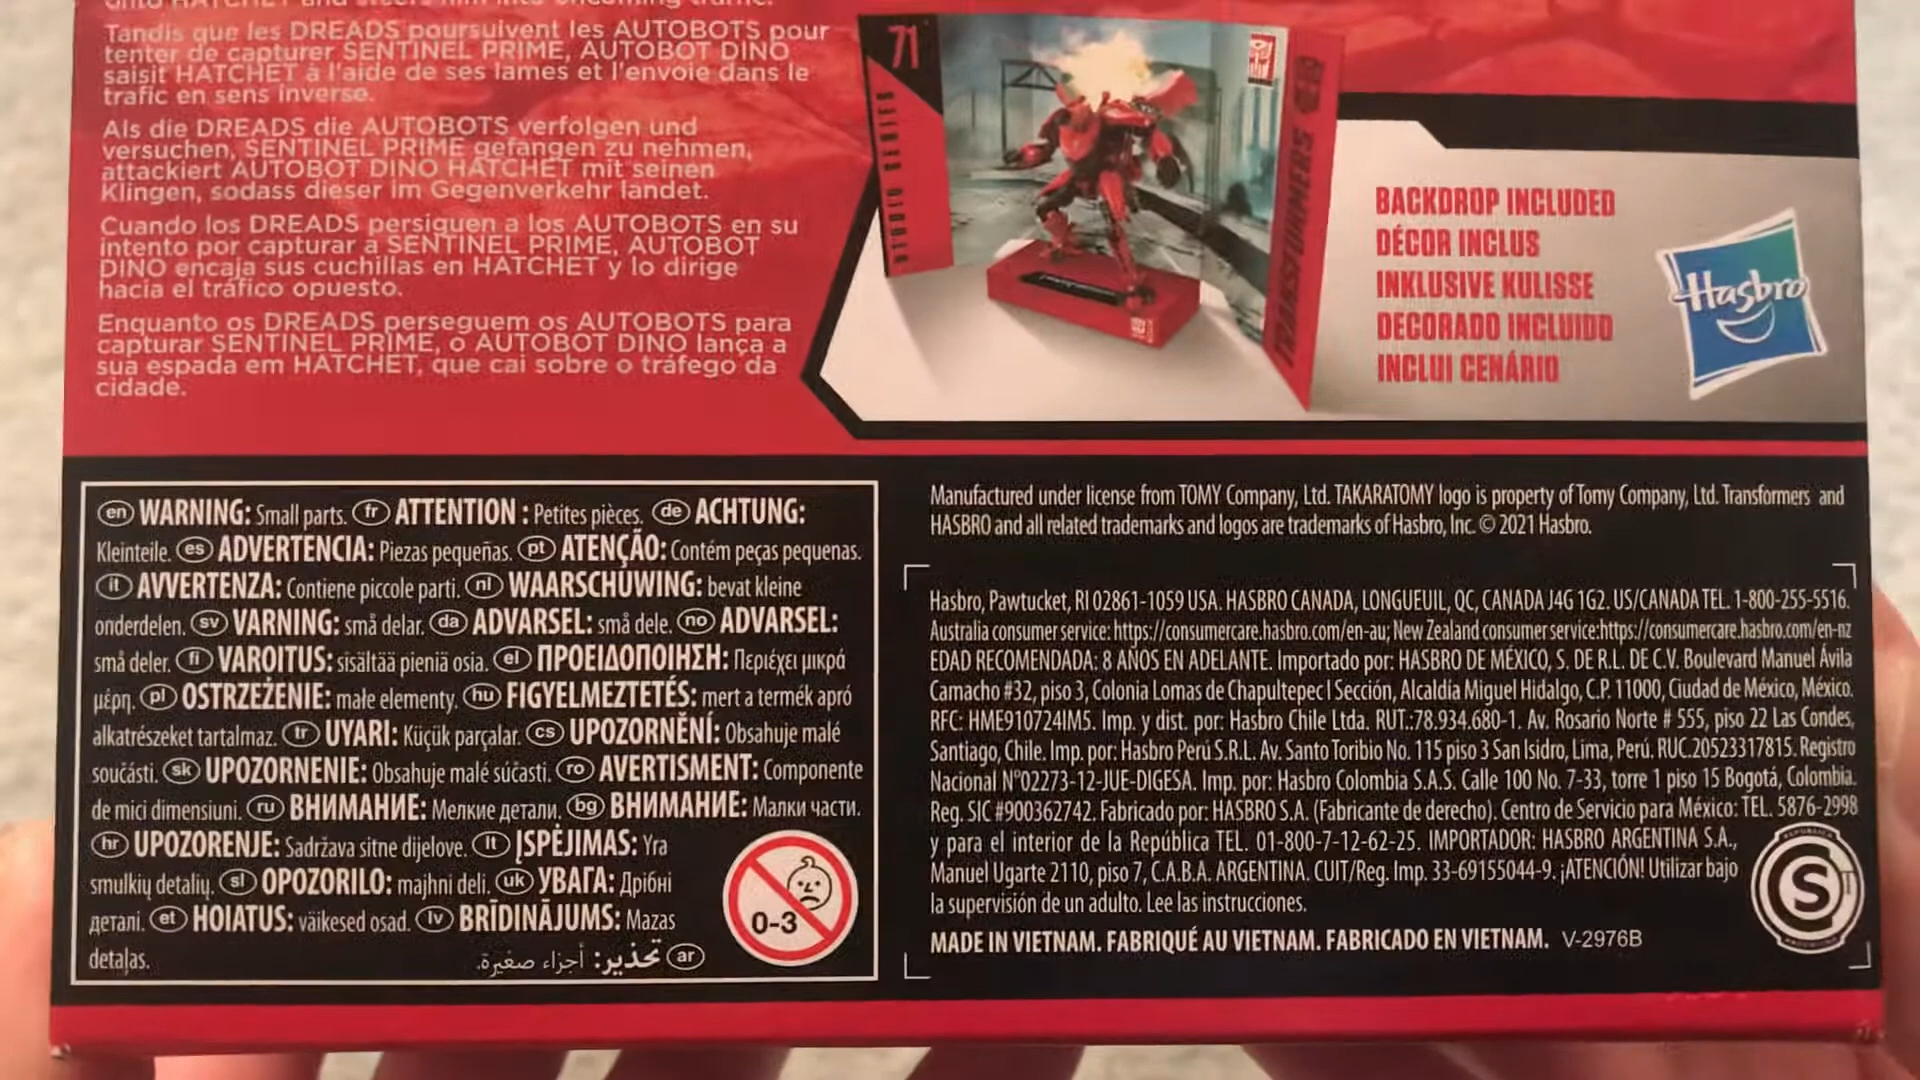 onto HATCHET and steers him into oncoming traffic.
Tandis que les DREADS poursuivent les AUTOBOTS pour
tenter de capturer SENTINEL PRIME, AUTOBOT DINO
saisit HATCHET à l'aide de ses lames et l'envoie dans le
trafic en sens inverse.
Als die DREADS die AUTOBOTS verfolgen und
versuchen, SENTINEL PRIME gefangen zu nehmen,
attackiert AUTOBOT DINO HATCHET mit seinen
Klingen, sodass dieser im Gegenverkehr landet.
Cuando los DREADS persiguen a los AUTOBOTS en su
intento por capturar a SENTINEL PRIME, AUTOBOT
DINO encaja sus cuchillas en HATCHET y lo dirige
hacia el tráfico opuesto.
Enquanto os DREADS perseguem os AUTOBOTS para
capturar SENTINEL PRIME, o AUTOBOT DINO lança a
sua espada em HATCHET, que cai sobre o tráfego da
cidade.
71
STUDIO SERIES
TRANSFORMERS
BACKDROP INCLUDED
DÉCOR INCLUS
INKLUSIVE KULISSE
DECORADO INCLUIDO
INCLUI CENÁRIO
Hasbro
en WARNING: Small parts. fr ATTENTION : Petites pièces. de ACHTUNG:
Kleinteile. es ADVERTENCIA: Piezas pequeñas. pt ATENÇÃO: Contém peças pequenas.
it AVVERTENZA: Contiene piccole parti. nl WAARSCHUWING: bevat kleine
onderdelen. sv VARNING: små delar. da ADVARSEL: små dele. no ADVARSEL:
små deler. fi VAROITUS: sisältää pieniä osia. el ΠΡΟΕΙΔΟΠΟΙΗΣΗ: Περιέχει μικρά
μέρη. pl OSTRZEŻENIE: małe elementy. hu FIGYELMEZTETÉS: mert a termék apró
alkatrészeket tartalmaz. tr UYARI: Küçük parçalar. cs UPOZORNĚNÍ: Obsahuje malé
součásti. sk UPOZORNENIE: Obsahuje malé súčasti. ro AVERTISMENT: Componente
de mici dimensiuni. ru ВНИМАНИЕ: Мелкие детали. bg ВНИМАНИЕ: Малки части.
hr UPOZORENJE: Sadržava sitne dijelove. lt ĮSPĖJIMAS: Yra
smulkių detalių. sl OPOZORILO: majhni deli. uk УВАГА: Дрібні
деталі. et HOIATUS: väikesed osad. lv BRĪDINĀJUMS: Mazas
detaļas.
ar تحذير: أجزاء صغيرة.
0-3
Manufactured under license from TOMY Company, Ltd. TAKARATOMY logo is property of Tomy Company, Ltd. Transformers and
HASBRO and all related trademarks and logos are trademarks of Hasbro, Inc. © 2021 Hasbro.
Hasbro, Pawtucket, RI 02861-1059 USA. HASBRO CANADA, LONGUEUIL, QC, CANADA J4G 1G2. US/CANADA TEL. 1-800-255-5516.
Australia consumer service: https://consumercare.hasbro.com/en-au; New Zealand consumer service:https://consumercare.hasbro.com/en-nz
EDAD RECOMENDADA: 8 AÑOS EN ADELANTE. Importado por: HASBRO DE MÉXICO, S. DE R.L. DE C.V. Boulevard Manuel Ávila
Camacho #32, piso 3, Colonia Lomas de Chapultepec I Sección, Alcaldía Miguel Hidalgo, C.P. 11000, Ciudad de México, México.
RFC: HME910724IM5. Imp. y dist. por: Hasbro Chile Ltda. RUT.:78.934.680-1. Av. Rosario Norte # 555, piso 22 Las Condes,
Santiago, Chile. Imp. por: Hasbro Perú S.R.L. Av. Santo Toribio No. 115 piso 3 San Isidro, Lima, Perú. RUC.20523317815. Registro
Nacional N°02273-12-JUE-DIGESA. Imp. por: Hasbro Colombia S.A.S. Calle 100 No. 7-33, torre 1 piso 15 Bogotá, Colombia.
Reg. SIC #900362742. Fabricado por: HASBRO S.A. (Fabricante de derecho). Centro de Servicio para México: TEL. 5876-2998
y para el interior de la República TEL. 01-800-7-12-62-25. IMPORTADOR: HASBRO ARGENTINA S.A.,
Manuel Ugarte 2110, piso 7, C.A.B.A. ARGENTINA. CUIT/Reg. Imp. 33-69155044-9. ¡ATENCIÓN! Utilizar bajo
la supervisión de un adulto. Lee las instrucciones.
MADE IN VIETNAM. FABRIQUÉ AU VIETNAM. FABRICADO EN VIETNAM. V-2976B
S